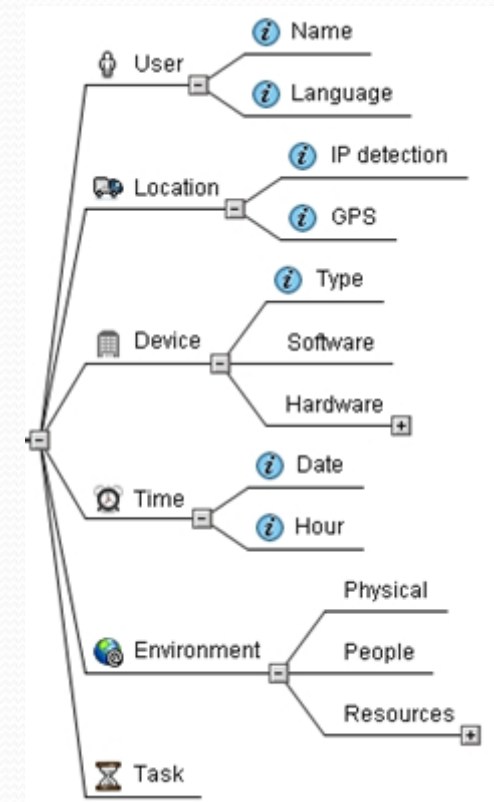 User
Name
Language
Location
IP detection
GPS
Device
Type
Software
Hardware
Time
Date
Hour
Environment
Physical
People
Resources
Task